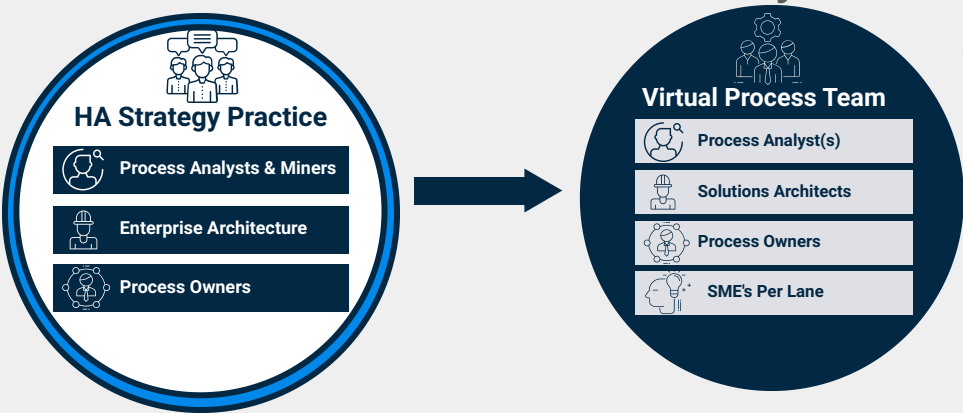 HA Strategy Practice
Process Analysts & Miners
Enterprise Architecture
Process Owners
Virtual Process Team
Process Analyst(s)
Solutions Architects
Process Owners
SME's Per Lane